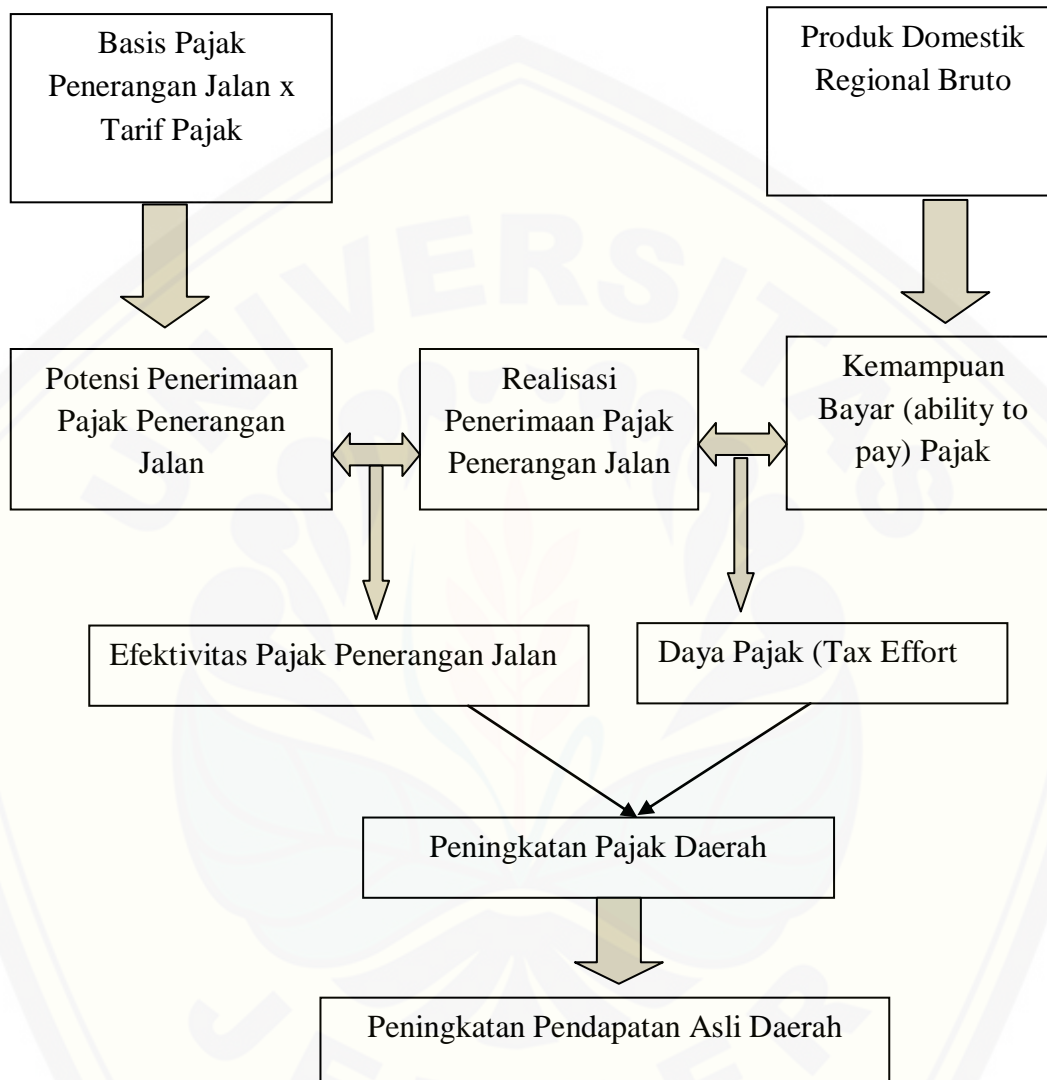 Basis Pajak
Penerangan Jalan x
Tarif Pajak
Produk Domestik
Regional Bruto
Potensi Penerimaan
Pajak Penerangan
Jalan
Realisasi
Penerimaan Pajak
Penerangan Jalan
Kemampuan
Bayar (ability to
pay) Pajak
Efektivitas Pajak Penerangan Jalan
Daya Pajak (Tax Effort
Peningkatan Pajak Daerah
Peningkatan Pendapatan Asli Daerah
UNIVERSITAS
JEMBER